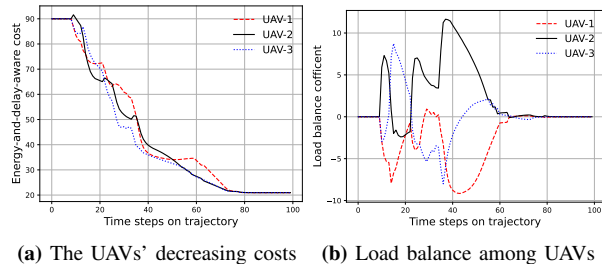 Energy-and-delay-aware cost
90
80
70
60
50
40
30
20
0
20
40
60
80
100
Time steps on trajectory
UAV-1
UAV-2
UAV-3
(a) The UAVs' decreasing costs
Load balance cofficent
10
5
0
−5
−10
0
20
40
60
80
100
Time steps on trajectory
UAV-1
UAV-2
UAV-3
(b) Load balance among UAVs